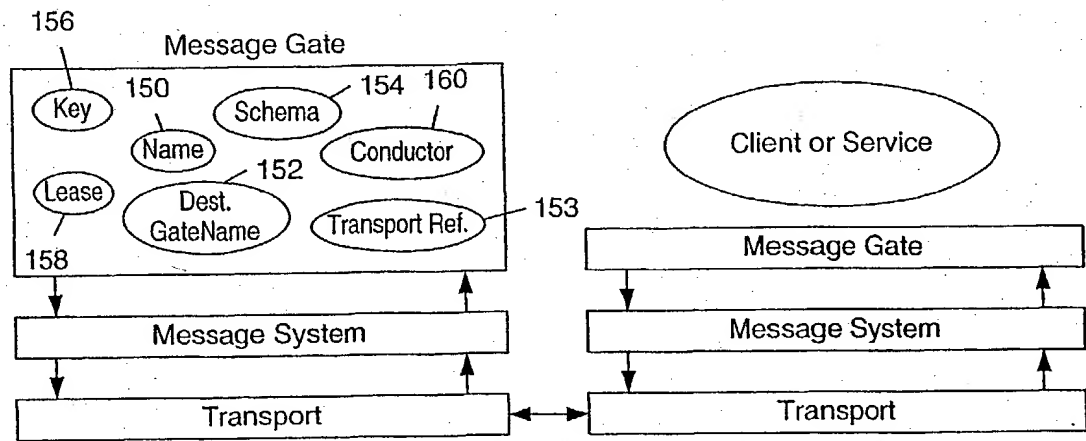 156
Message Gate
150
154
160
Key
Schema
Name
Conductor
Client or Service
152
Lease
Dest.
GateName
Transport Ref.
153
158
Message Gate
Message System
Message System
Transport
Transport